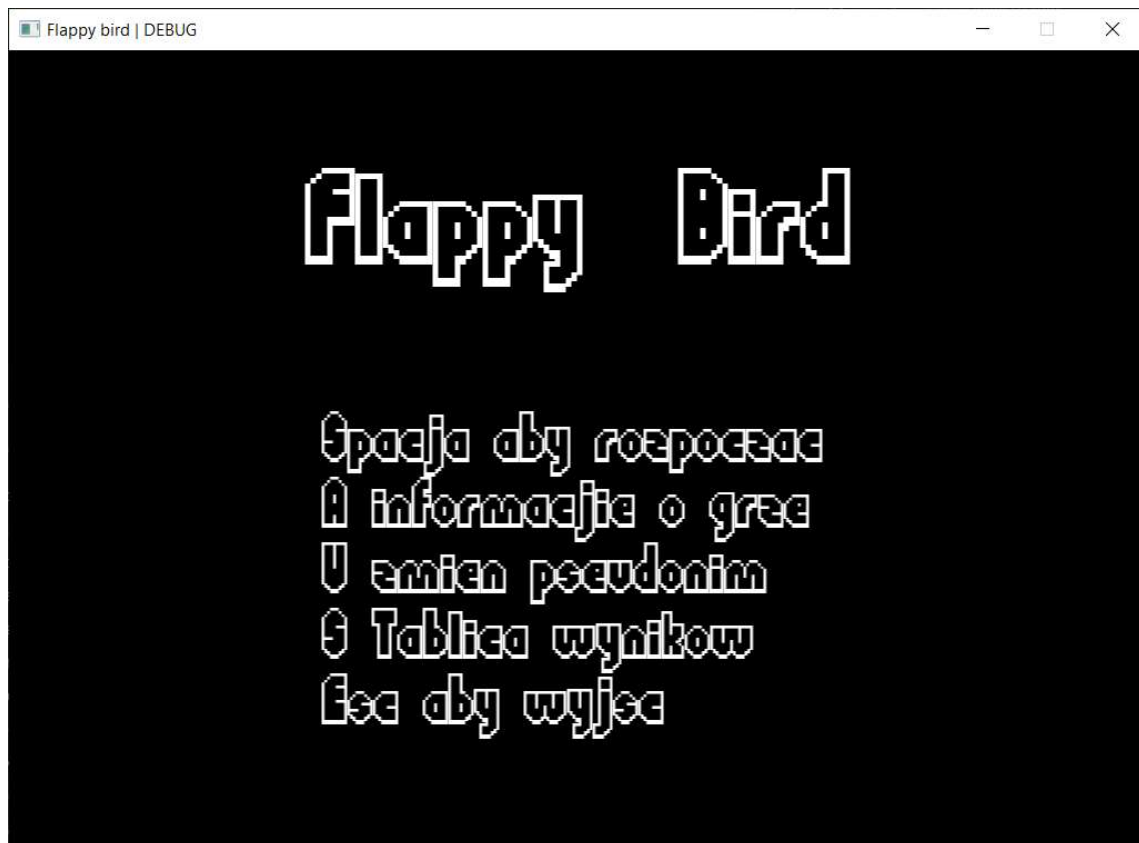 Flappy bird | DEBUG
Flappy Bird
Spacja aby rozpoczac
A informacjie o grze
U zmien pseudonim
S Tablica wynikow
Esc aby wyjsc